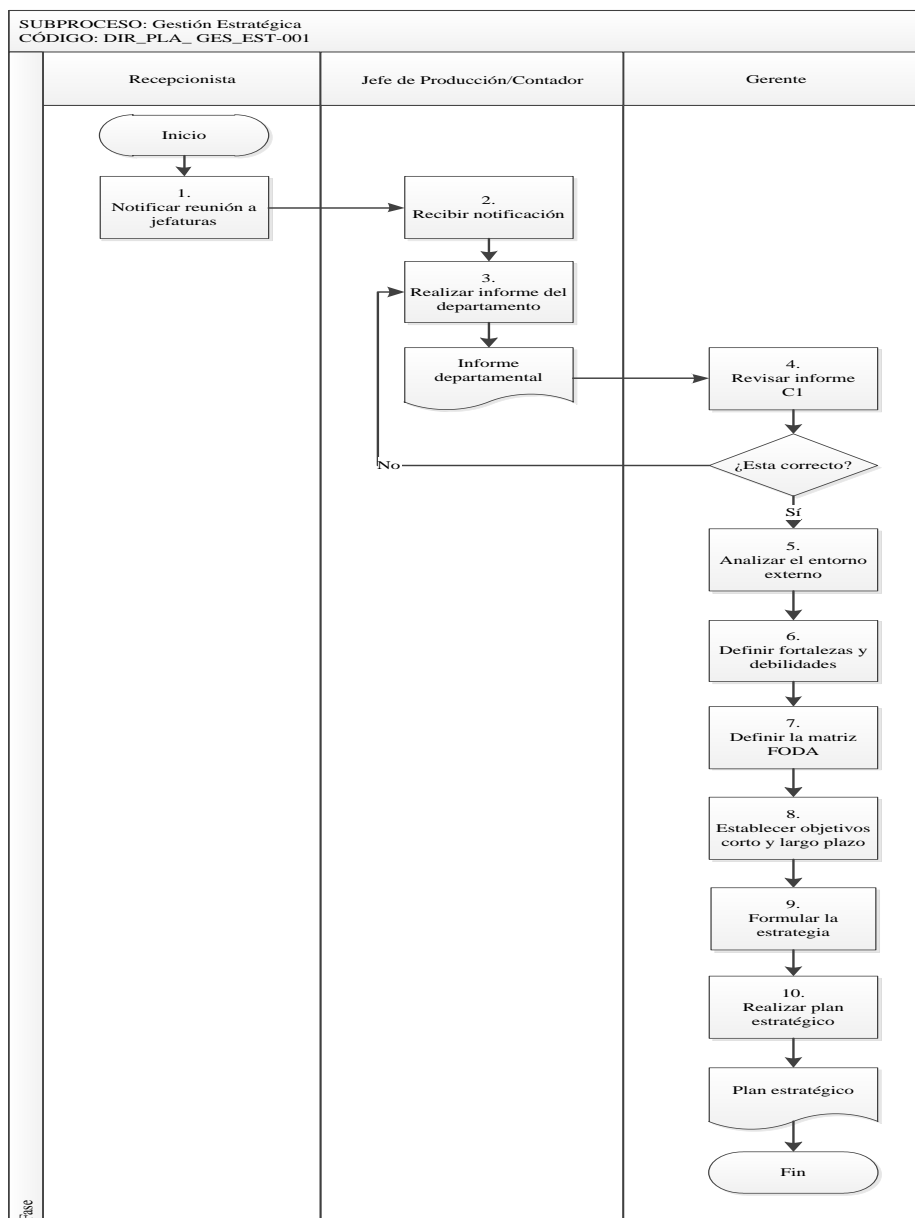 SUBPROCESO: Gestión Estratégica
CÓDIGO: DIR_PLA_ GES_EST-001
Recepcionista
Jefe de Producción/Contador
Gerente
Inicio
1.
Notificar reunión a
jefaturas
2.
Recibir notificación
3.
Realizar informe del
departamento
Informe
departamental
4.
Revisar informe
C1
¿Esta correcto?
No
Sí
5.
Analizar el entorno
externo
6.
Definir fortalezas y
debilidades
7.
Definir la matriz
FODA
8.
Establecer objetivos
corto y largo plazo
9.
Formular la
estrategia
10.
Realizar plan
estratégico
Plan estratégico
Fin
Fase